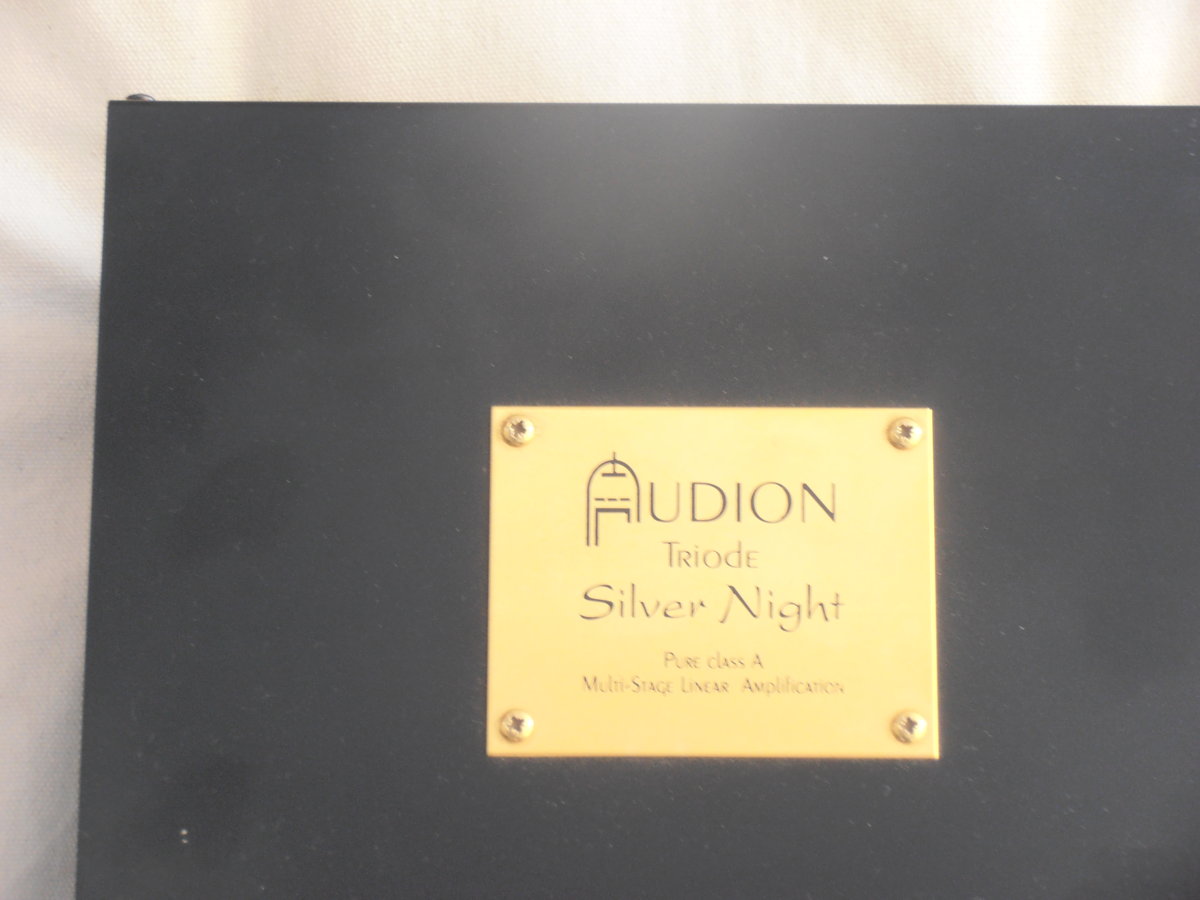 AUDION
TRIODE
Silver Night
PURE CLASS A
MULTI-STAGE LINEAR AMPLIFICATION